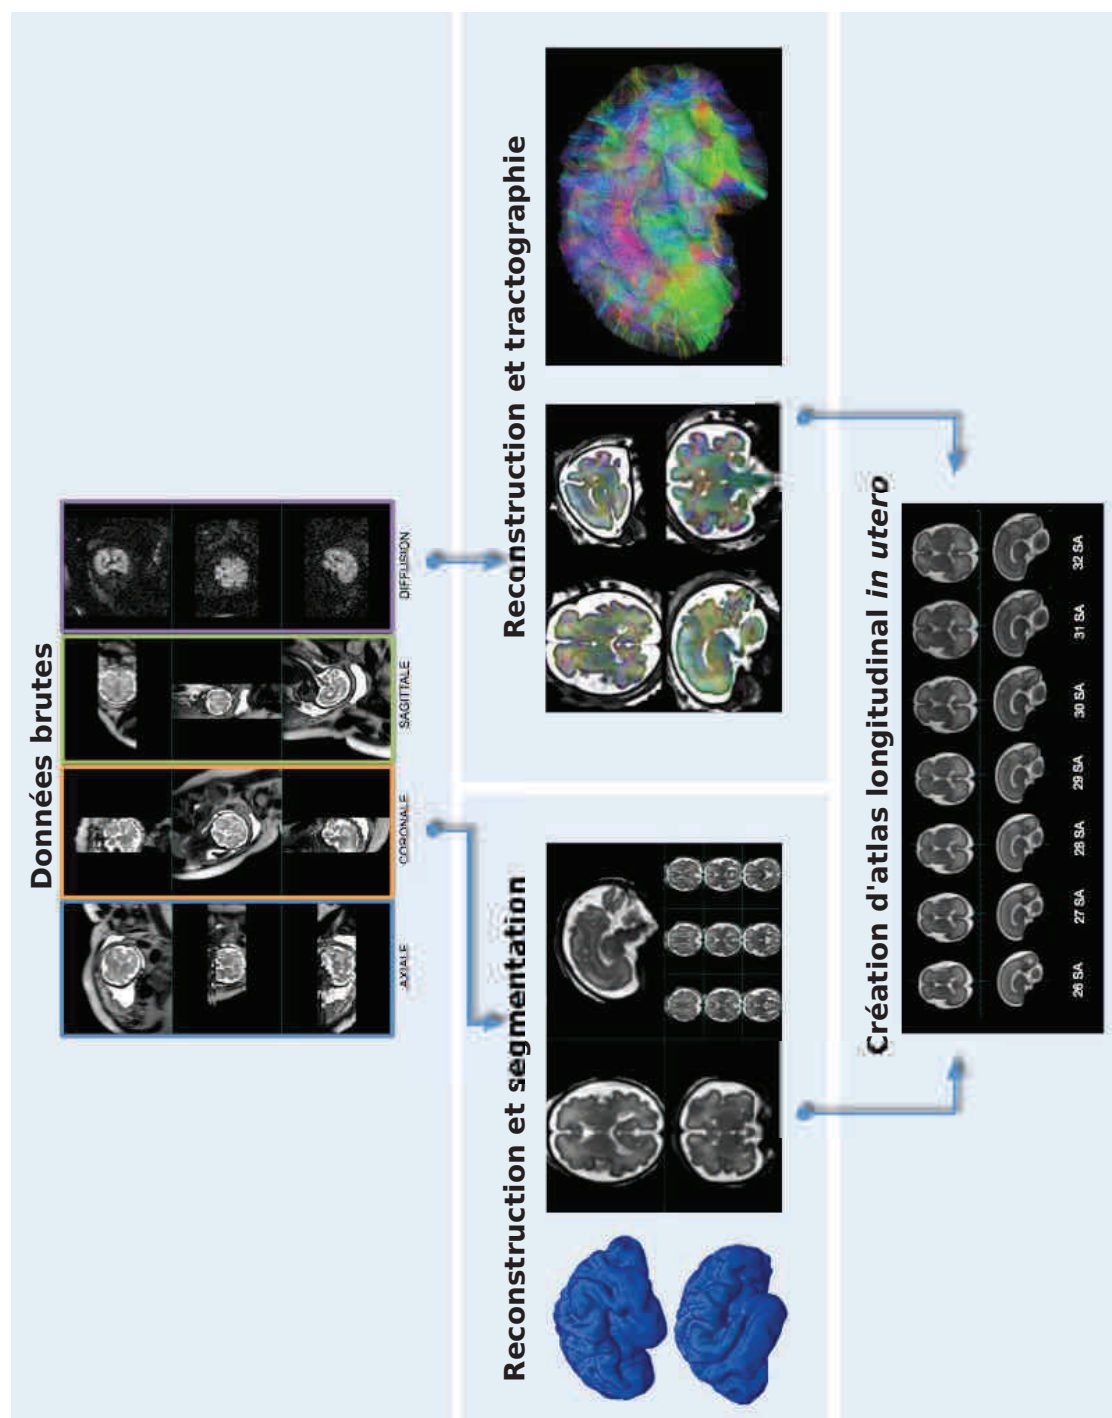 Données brutes
AXIALE
CORONALE
SAGITTALE
DIFFUSION
Reconstruction et segmentation
Reconstruction et tractographie
Création d'atlas longitudinal in utero
26 SA
27 SA
28 SA
29 SA
30 SA
31 SA
32 SA